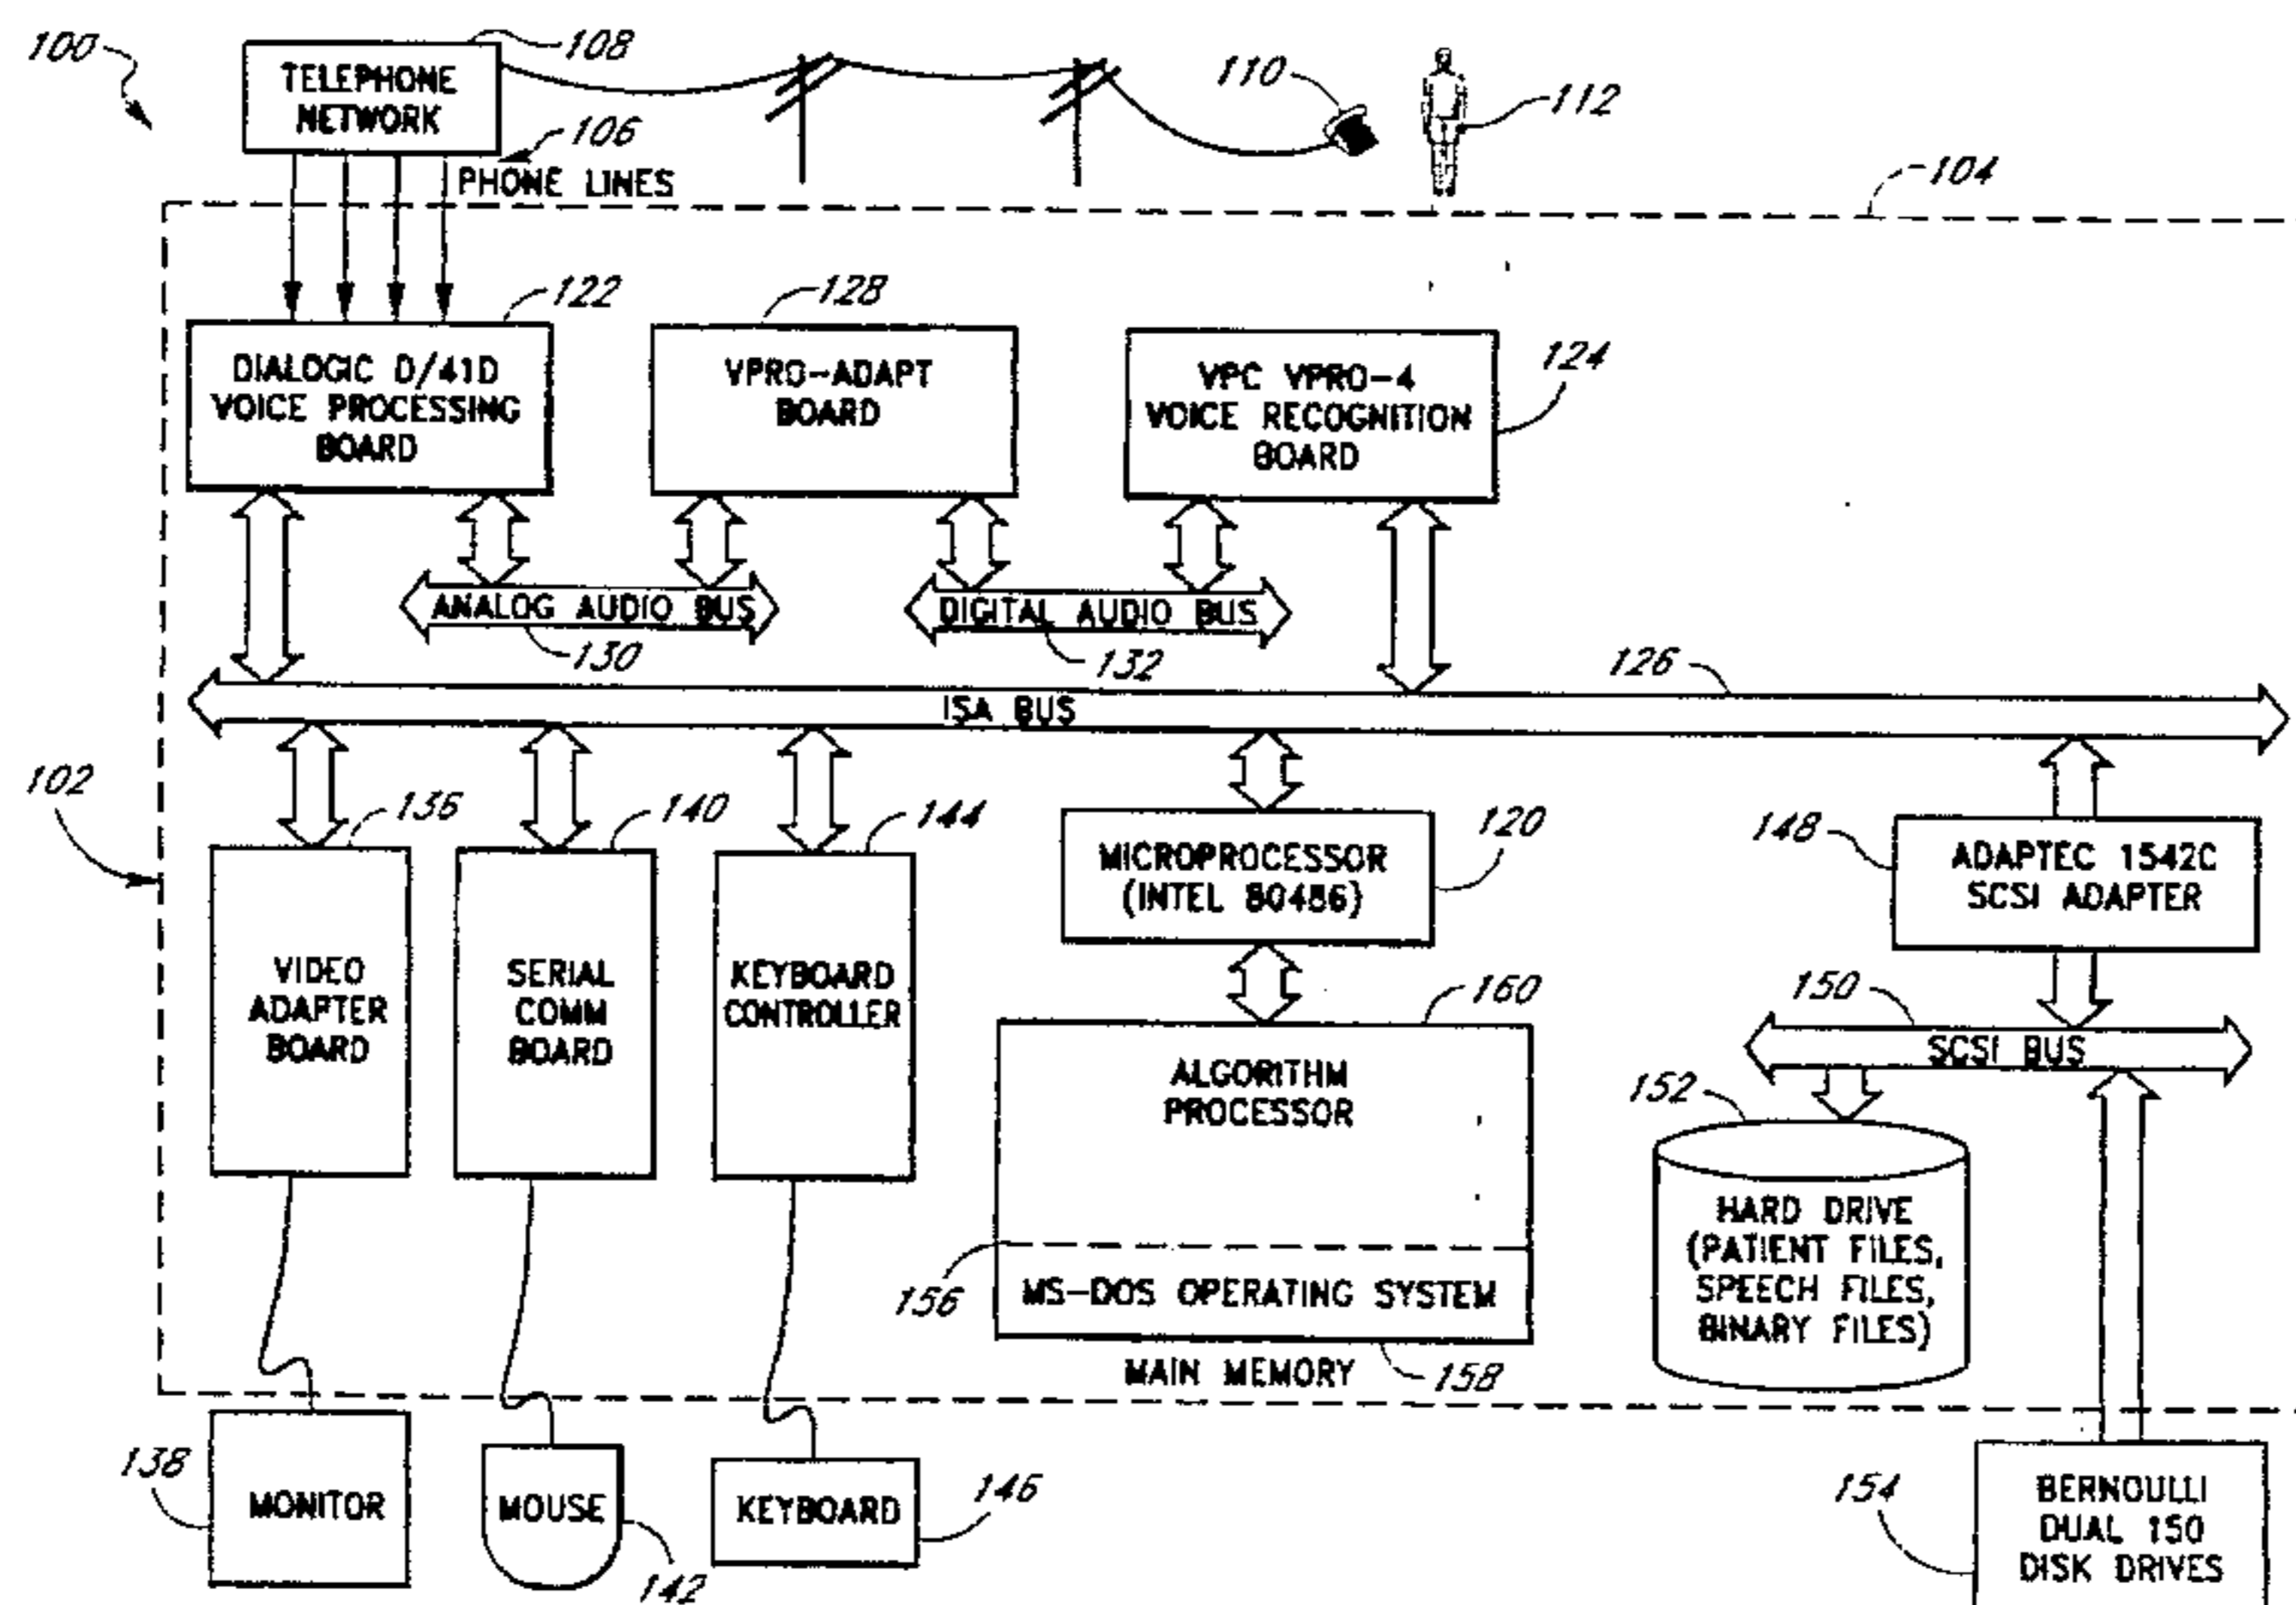 100
108
TELEPHONE
NETWORK
106
PHONE LINES
110
112
104
122
DIALOGIC D/41D
VOICE PROCESSING
BOARD
128
VPRO-ADAPT
BOARD
124
VPC VPRO-4
VOICE RECOGNITION
BOARD
ANALOG AUDIO BUS
130
DIGITAL AUDIO BUS
132
126
ISA BUS
102
136
VIDEO
ADAPTER
BOARD
140
SERIAL
COMM
BOARD
144
KEYBOARD
CONTROLLER
120
MICROPROCESSOR
(INTEL 80486)
148
ADAPTEC 1542C
SCSI ADAPTER
160
ALGORITHM
PROCESSOR
156
MS-DOS OPERATING SYSTEM
MAIN MEMORY
158
150
SCSI BUS
152
HARD DRIVE
(PATIENT FILES,
SPEECH FILES,
BINARY FILES)
138
MONITOR
MOUSE
142
KEYBOARD
146
154
BERNOULLI
DUAL 150
DISK DRIVES